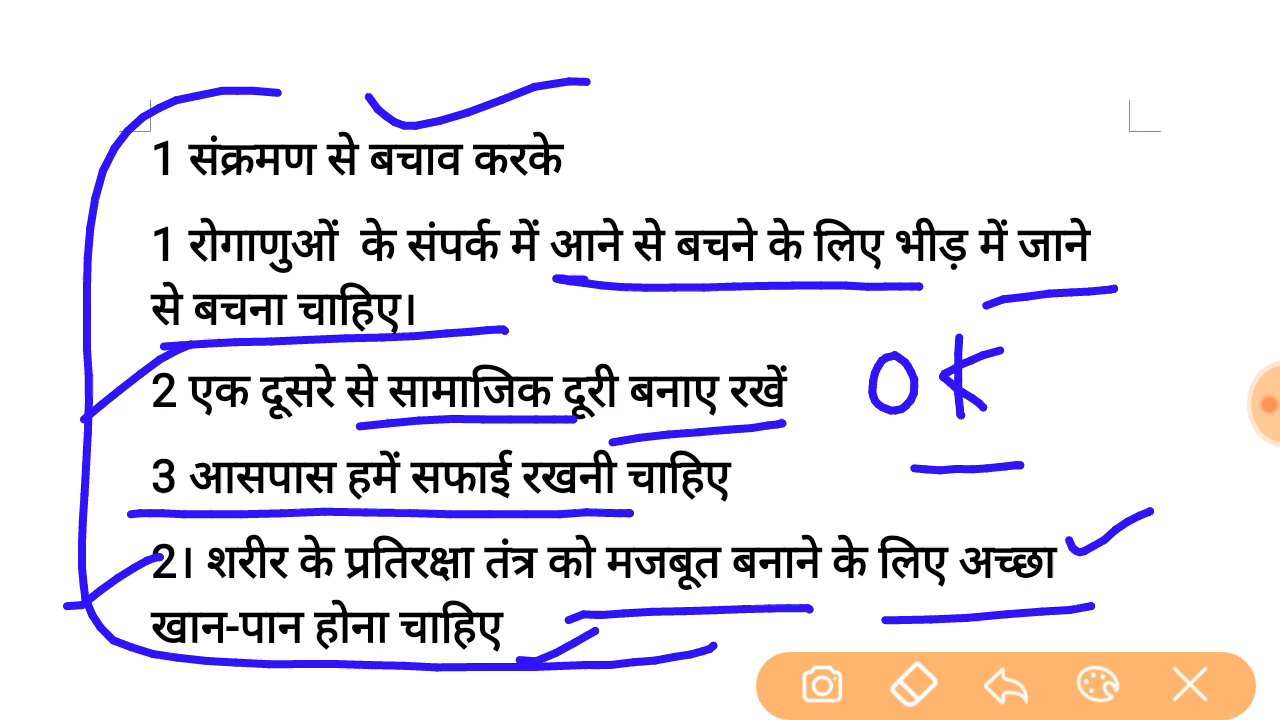 1 संक्रमण से बचाव करके
1 रोगाणुओं के संपर्क में आने से बचने के लिए भीड़ में जाने
से बचना चाहिए।
2 एक दूसरे से सामाजिक दूरी बनाए रखें
OK
3 आसपास हमें सफाई रखनी चाहिए
2। शरीर के प्रतिरक्षा तंत्र को मजबूत बनाने के लिए अच्छा
खान-पान होना चाहिए